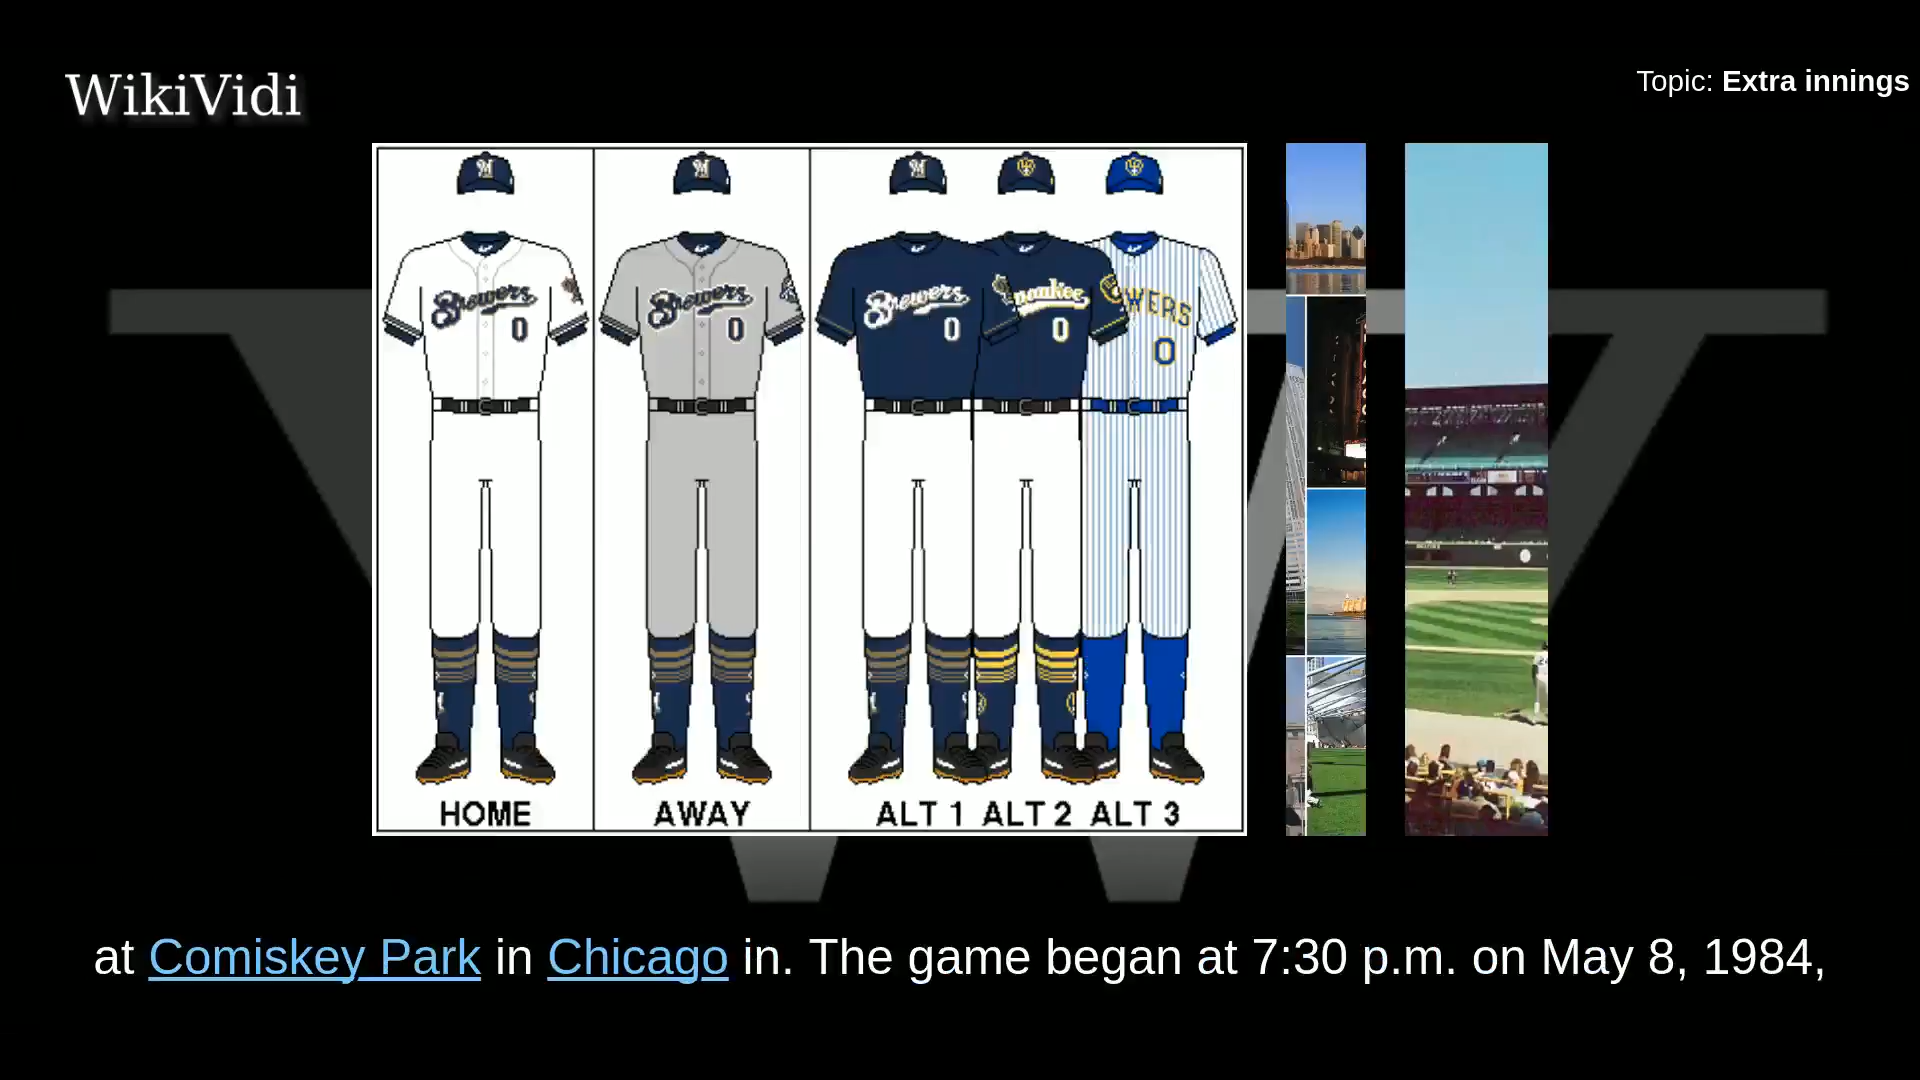 WikiVidi
Topic: Extra innings
Brewers
0
Brewers
0
Brewers
0
0
0
HOME
AWAY
ALT 1
ALT 2
ALT 3
at Comiskey Park in Chicago in. The game began at 7:30 p.m. on May 8, 1984,